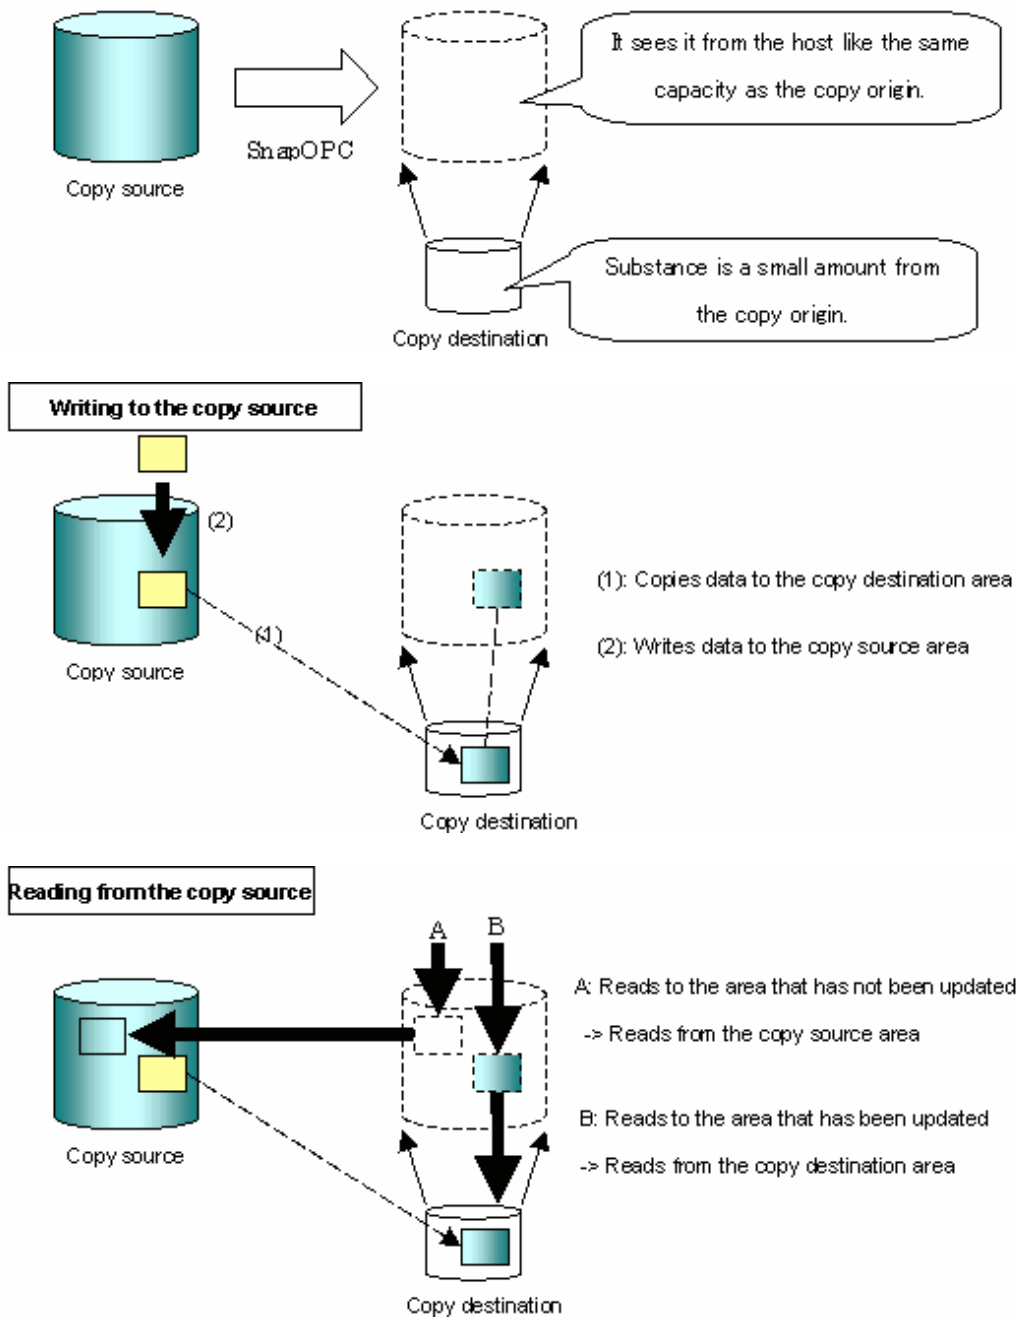 It sees it from the host like the same
capacity as the copy origin.
SnapOPC
Copy source
Substance is a small amount from
the copy origin.
Copy destination
Writing to the copy source
(2)
(1): Copies data to the copy destination area
(1)
(2): Writes data to the copy source area
Copy source
Copy destination
Reading from the copy source
A
B
A: Reads to the area that has not been updated
-> Reads from the copy source area
B: Reads to the area that has been updated
Copy source
-> Reads from the copy destination area
Copy destination